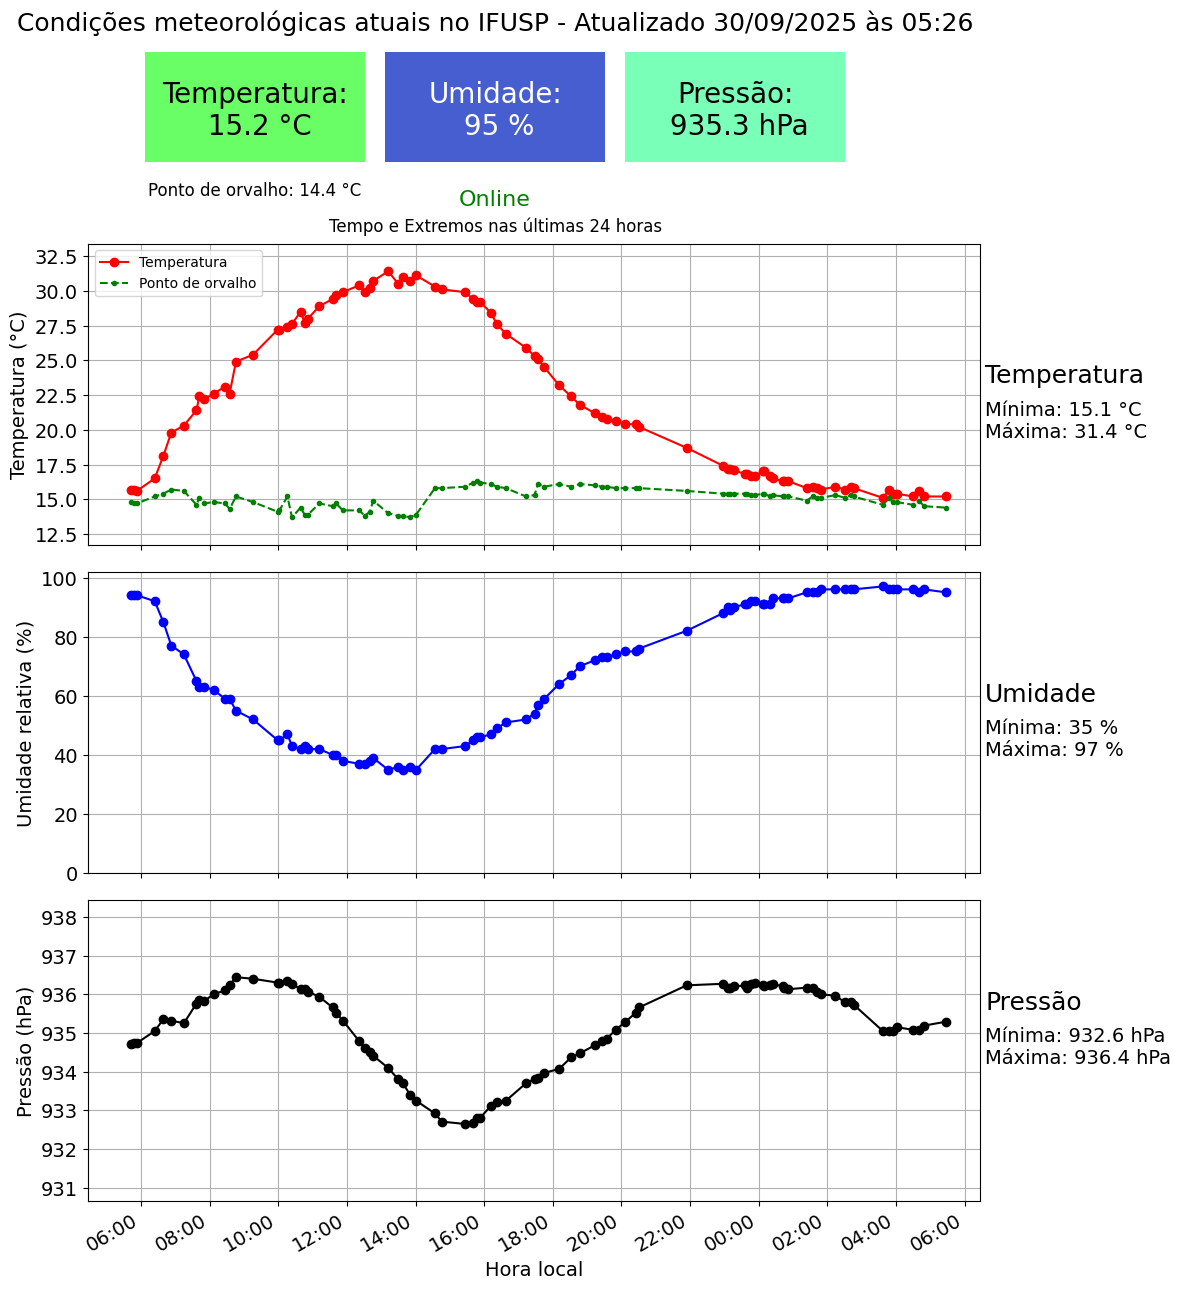 Condições meteorológicas atuais no IFUSP - Atualizado 30/09/2025 às 05:26
Temperatura:
15.2 °C
Umidade:
95 %
Pressão:
935.3 hPa
Ponto de orvalho: 14.4 °C
Online
Tempo e Extremos nas últimas 24 horas
Temperatura
Ponto de orvalho
Temperatura (°C)
32.5
30.0
27.5
25.0
22.5
20.0
17.5
15.0
12.5
Temperatura
Mínima: 15.1 °C
Máxima: 31.4 °C
Umidade relativa (%)
100
80
60
40
20
0
Umidade
Mínima: 35 %
Máxima: 97 %
Pressão (hPa)
938
937
936
935
934
933
932
931
Pressão
Mínima: 932.6 hPa
Máxima: 936.4 hPa
06:00 08:00 10:00 12:00 14:00 16:00 18:00 20:00 22:00 00:00 02:00 04:00 06:00
Hora local